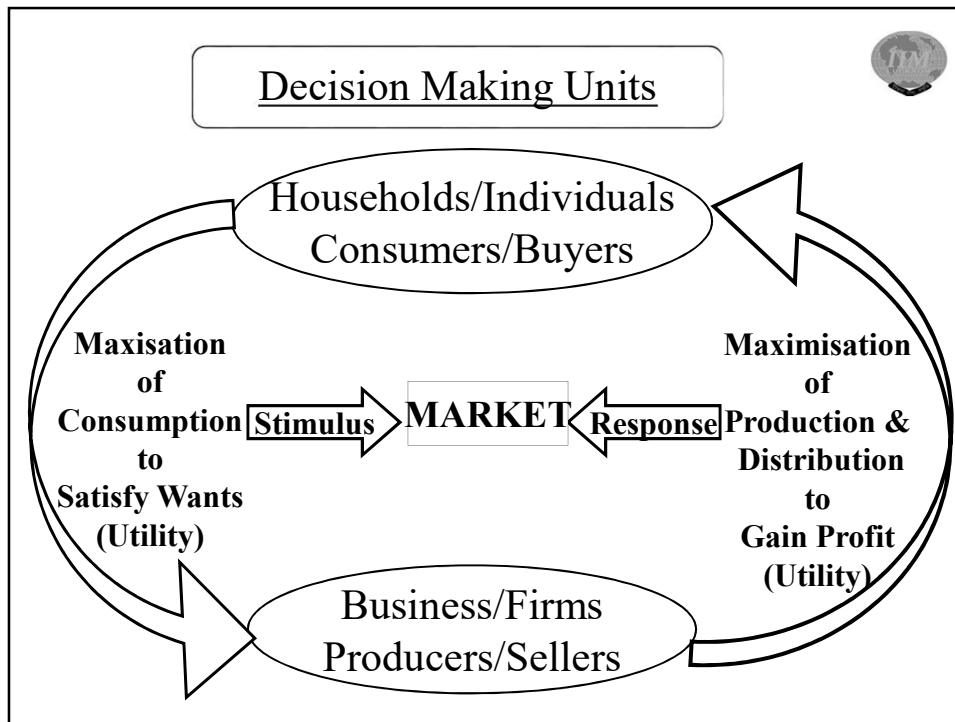 Decision Making Units
IIM
Households/Individuals
Consumers/Buyers
Maxisation
of
Consumption
to
Satisfy Wants
(Utility)
Stimulus
MARKET
Response
Maximisation
of
Production &
Distribution
to
Gain Profit
(Utility)
Business/Firms
Producers/Sellers